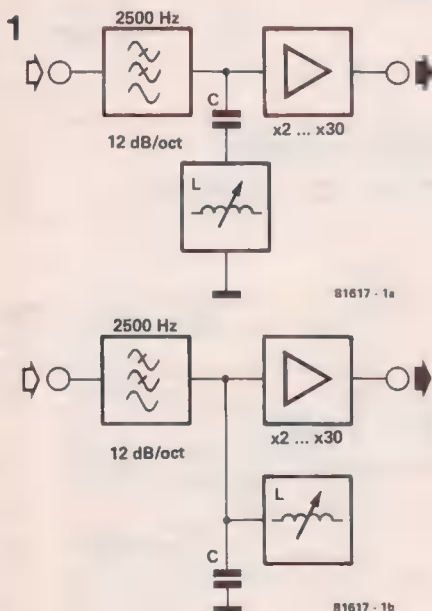 1
2500 Hz
C
12 dB/oct
x2 ... x30
L
81617 - 1a
2500 Hz
12 dB/oct
x2 ... x30
L
C
81617 - 1b